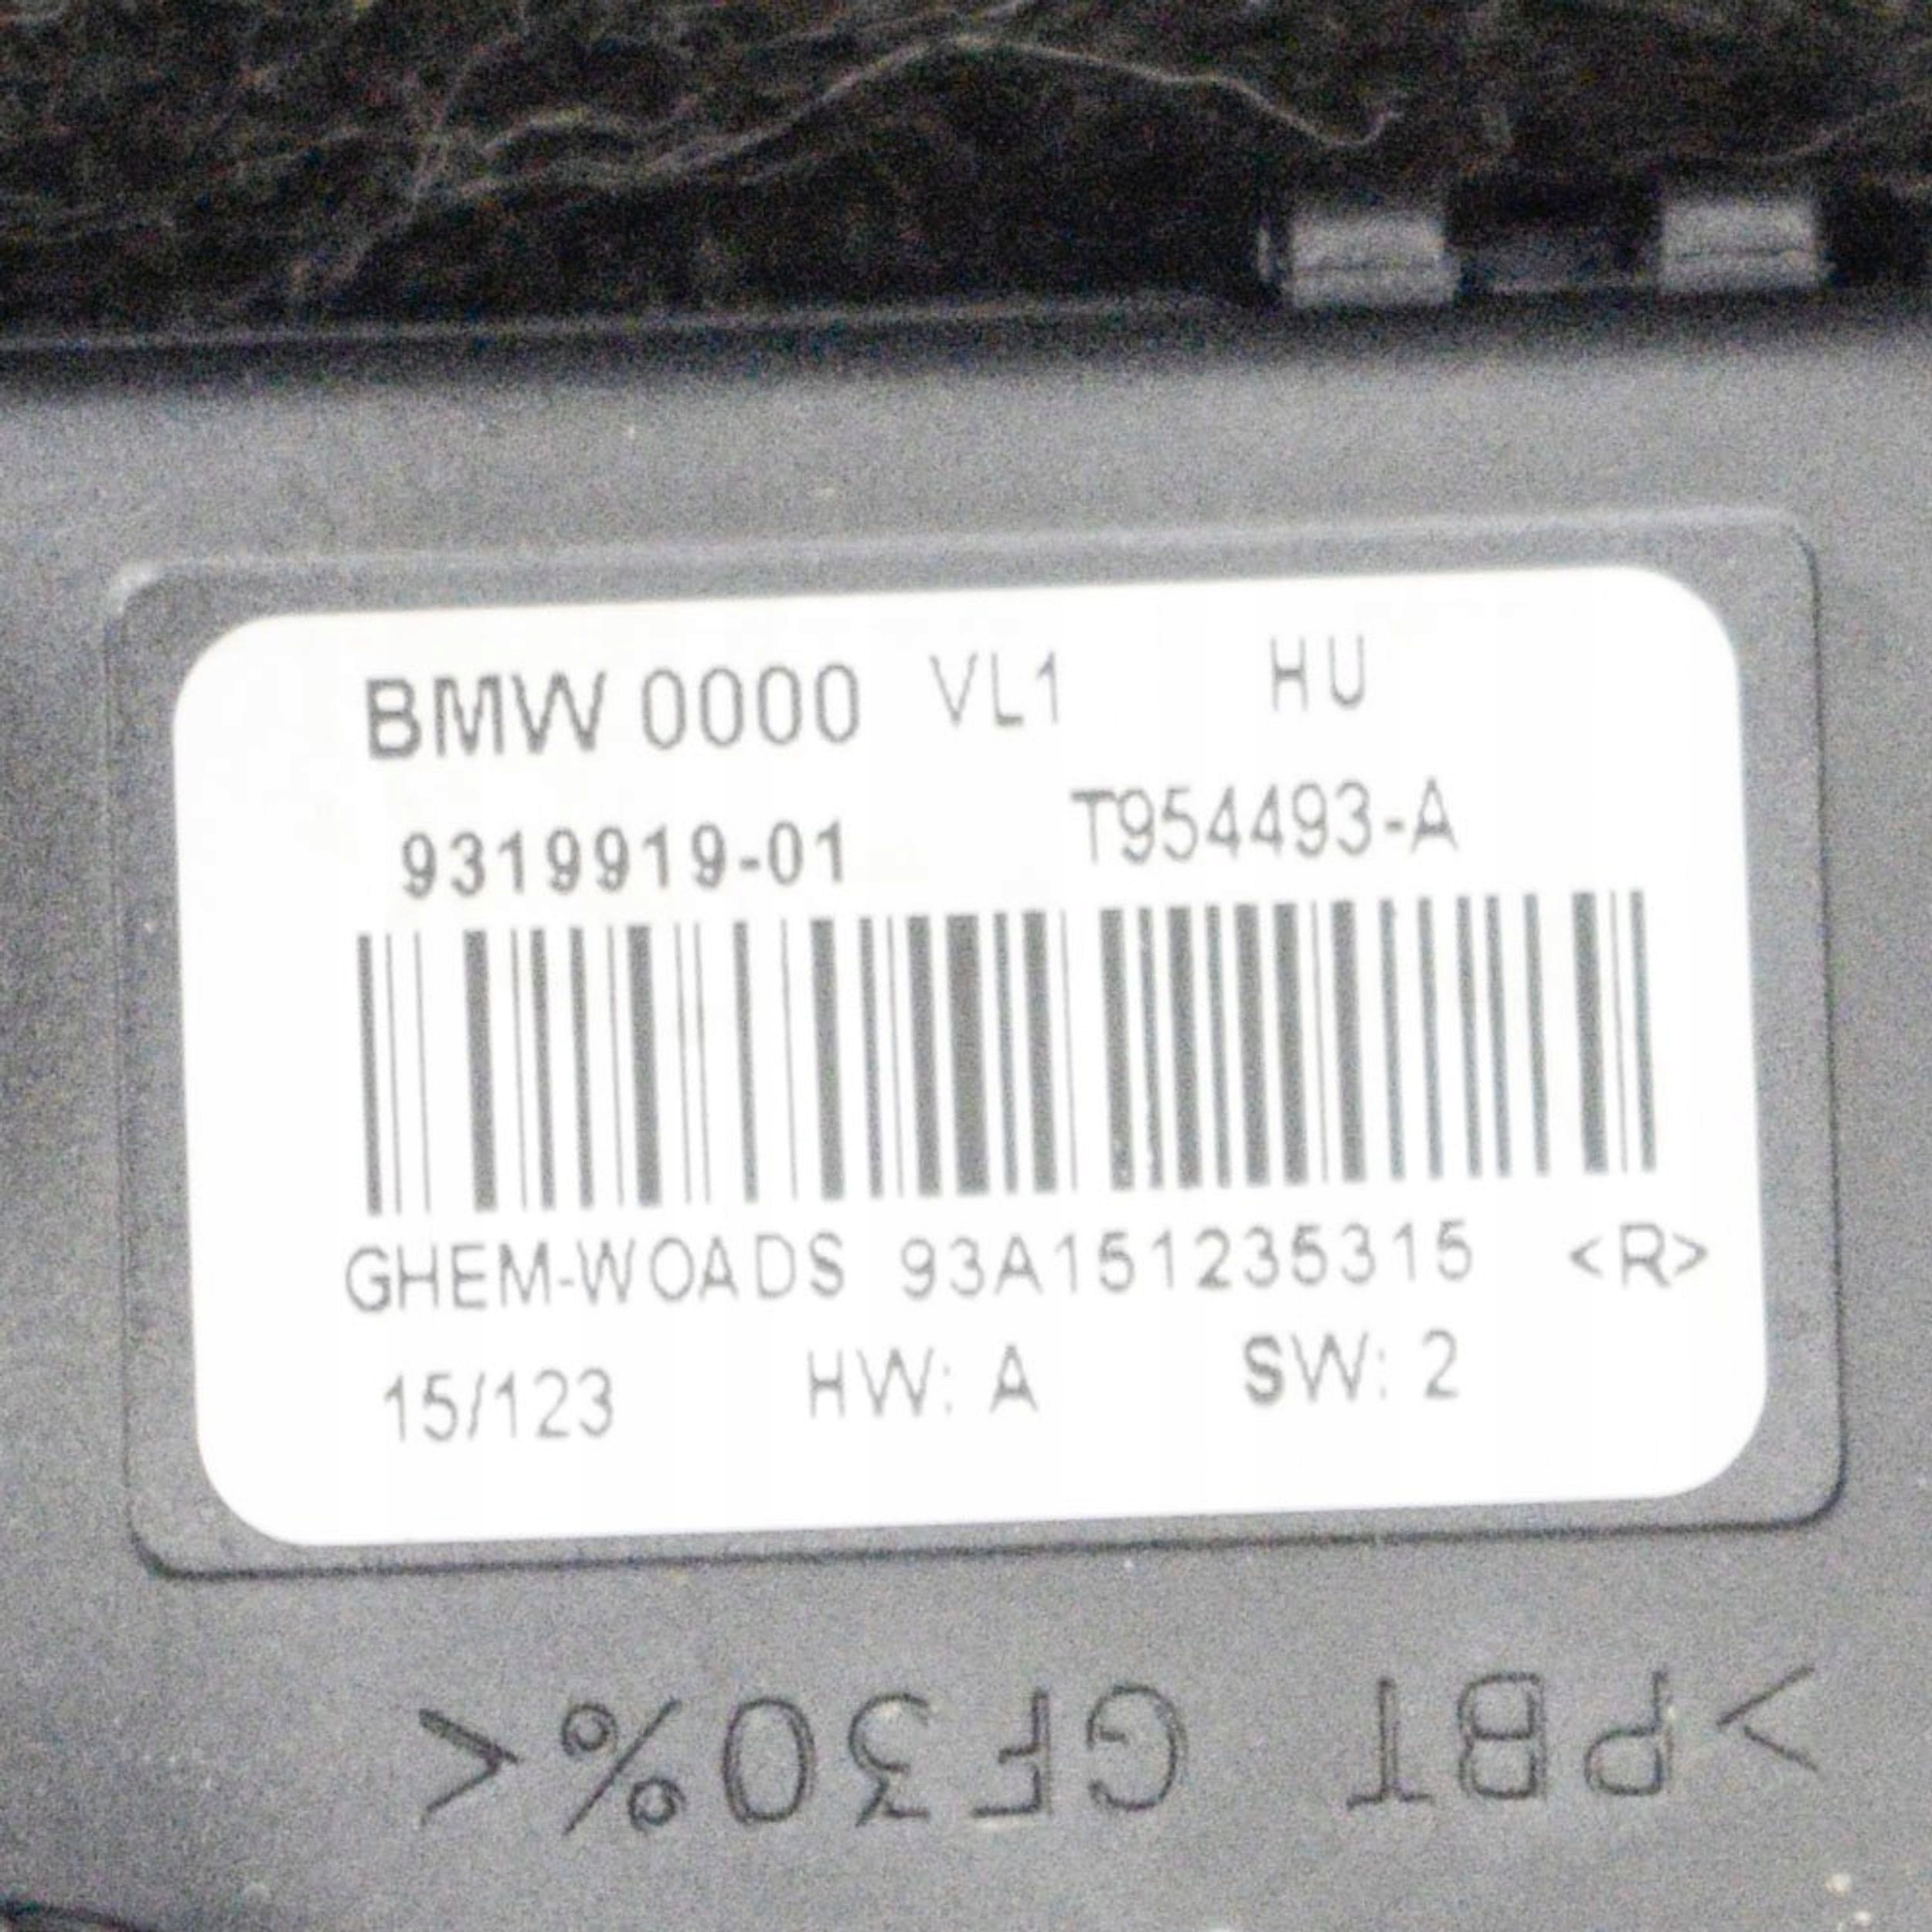 BMW 0000 VL1 HU
9319919-01 T954493-A
GHEM-WOADS 93A151235315 <R>
15/123 HW: A SW: 2
>PBT GF30%<